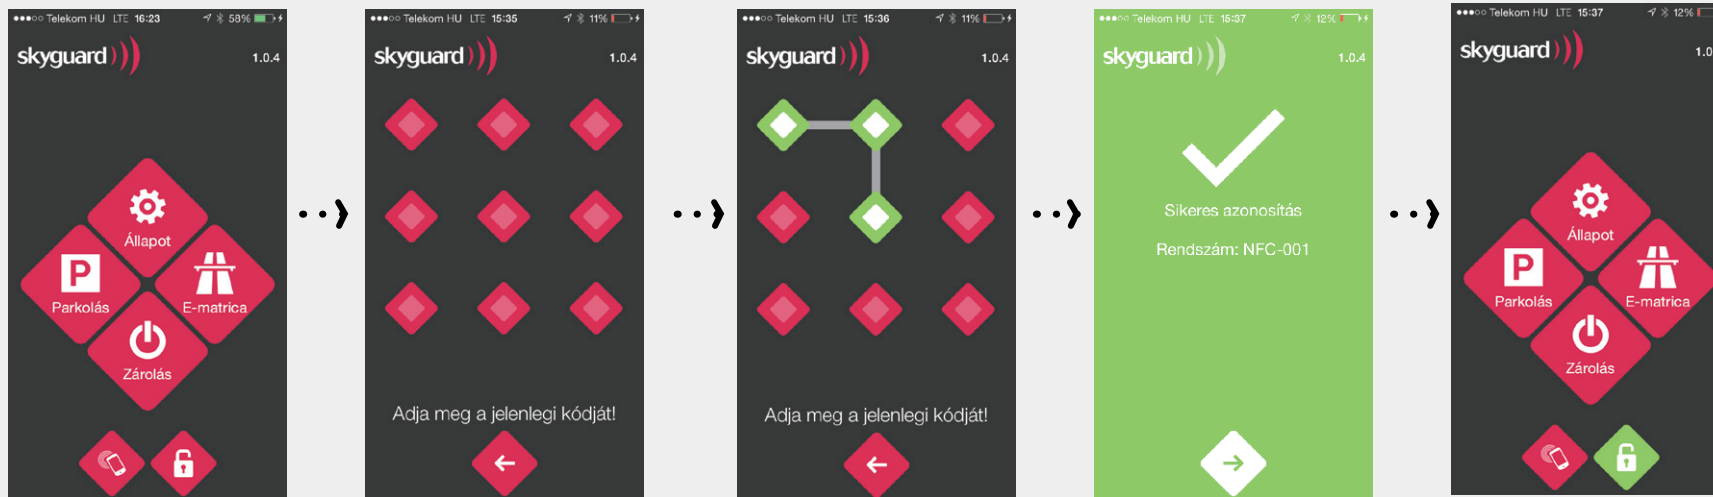 ●●●○○ Telekom HU LTE 16:23 58%
skyguard
1.0.4
Állapot
P
Parkolás
E-matrica
Zárolás
●●●○○ Telekom HU LTE 15:35 11%
skyguard
1.0.4
Adja meg a jelenlegi kódját!
●●●○○ Telekom HU LTE 15:36 11%
skyguard
1.0.4
Adja meg a jelenlegi kódját!
●●●○○ Telekom HU LTE 15:37 12%
skyguard
1.0.4
Sikeres azonosítás
Rendszám: NFC-001
●●●○○ Telekom HU LTE 15:37 12%
skyguard
1.0
Állapot
P
Parkolás
E-matrica
Zárolás